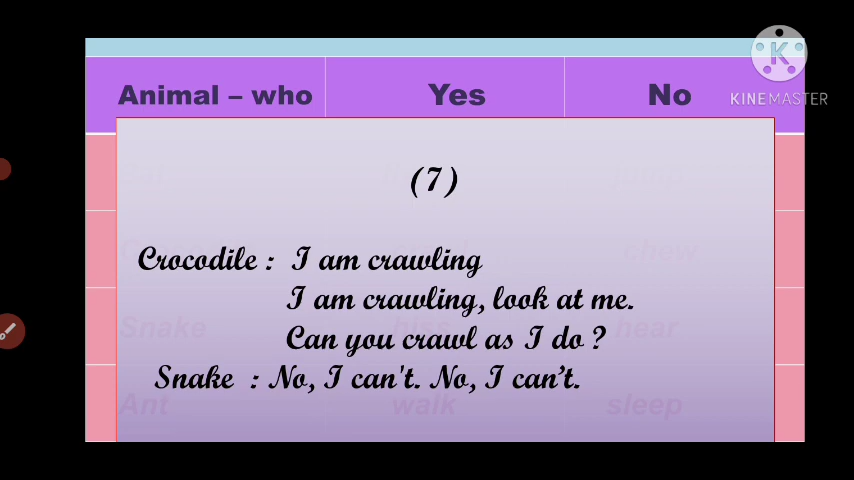 Animal – who Yes No
KINEMASTER
(7)
Crocodile : I am crawling
I am crawling, look at me.
Can you crawl as I do ?
Snake : No, I can't. No, I can't.
chew
Snake hiss hear
Ant walk sleep